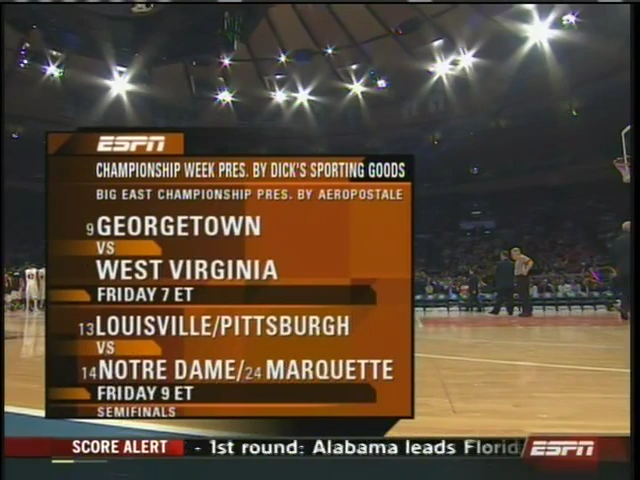 ESPN
CHAMPIONSHIP WEEK PRES. BY DICK'S SPORTING GOODS
BIG EAST CHAMPIONSHIP PRES. BY AEROPOSTALE
9 GEORGETOWN
VS
WEST VIRGINIA
FRIDAY 7 ET
13 LOUISVILLE/PITTSBURGH
VS
14 NOTRE DAME/24 MARQUETTE
FRIDAY 9 ET
SEMIFINALS
SCORE ALERT - 1st round: Alabama leads Florid ESPN